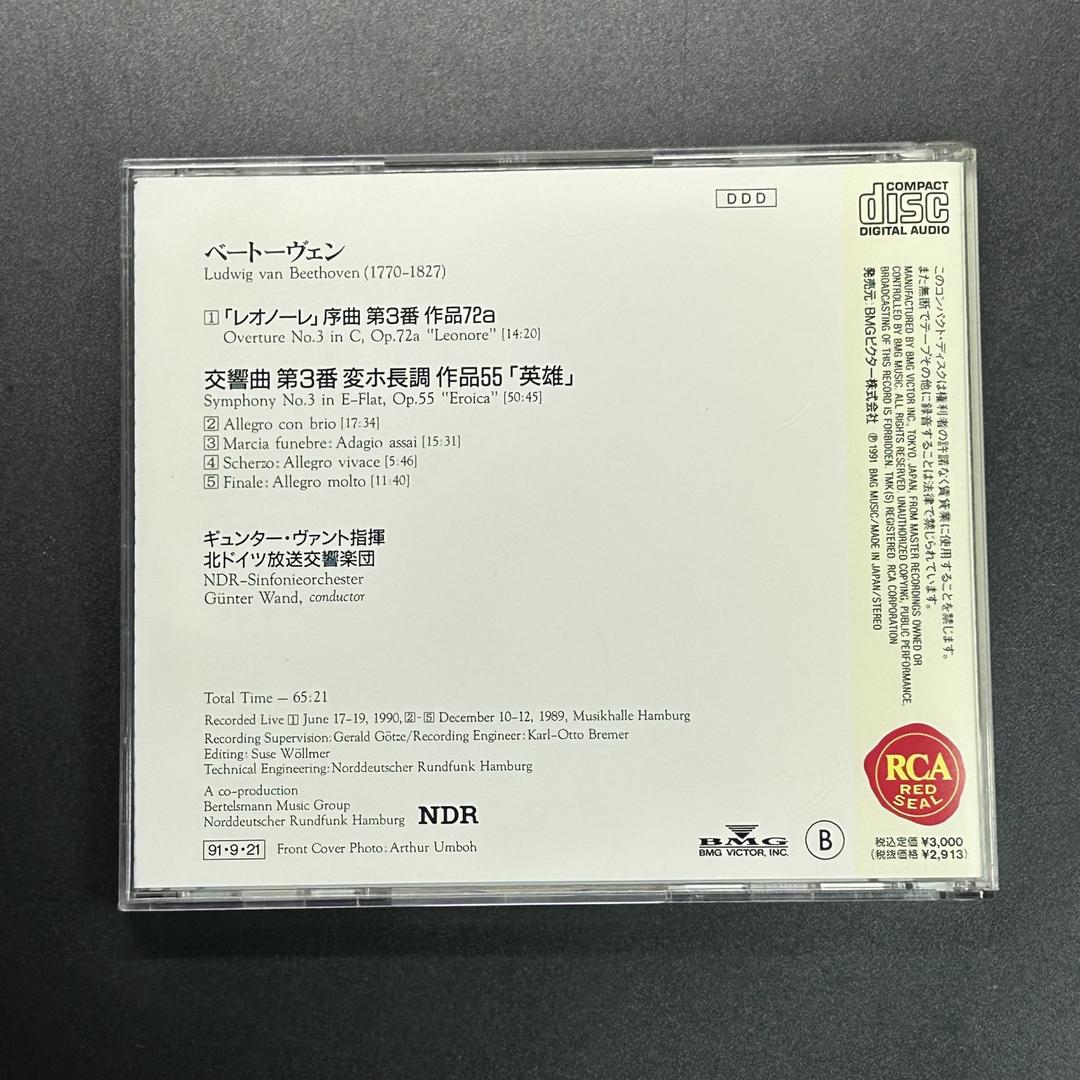 DDD
ベートーヴェン
Ludwig van Beethoven (1770-1827)
1 「レオノーレ」序曲 第3番 作品72a
Overture No.3 in C, Op.72a "Leonore" [14:20]
交響曲 第3番 変ホ長調 作品55「英雄」
Symphony No.3 in E-Flat, Op.55 "Eroica" [50:45]
2 Allegro con brio [17:34]
3 Marcia funebre: Adagio assai [15:31]
4 Scherzo: Allegro vivace [5:46]
5 Finale: Allegro molto [11:40]
ギュンター・ヴァント指揮
北ドイツ放送交響楽団
NDR-Sinfonieorchester
Günter Wand, conductor
Total Time — 65:21
Recorded Live 1 June 17-19, 1990, 2-5 December 10-12, 1989, Musikhalle Hamburg
Recording Supervision: Gerald Götze/Recording Engineer: Karl-Otto Bremer
Editing: Suse Wöllmer
Technical Engineering: Norddeutscher Rundfunk Hamburg
A co-production
Bertelsmann Music Group
Norddeutscher Rundfunk Hamburg NDR
91・9・21 Front Cover Photo: Arthur Umboh
BMG
BMG VICTOR, INC.
B
COMPACT
disc
DIGITAL AUDIO
このコンパクト・ディスクは権利者の許諾なく賃貸業に使用することを禁じます。
また無断でテープその他に録音することは法律で禁じられています。
MANUFACTURED BY BMG VICTOR INC., TOKYO, JAPAN, FROM MASTER RECORDINGS OWNED OR
CONTROLLED BY BMG MUSIC. ALL RIGHTS RESERVED. UNAUTHORIZED COPYING, PUBLIC PERFORMANCE,
BROADCASTING OF THIS RECORD IS FORBIDDEN. TMK(S) REGISTERED. RCA CORPORATION
発売元:BMGビクター株式会社 ℗1991 BMG MUSIC/MADE IN JAPAN/STEREO
RCA
RED
SEAL
税込定価 ¥3,000
(税抜価格 ¥2,913)